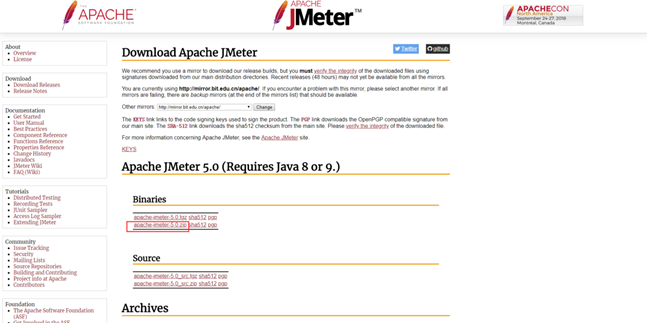 THE
APACHE
SOFTWARE FOUNDATION
APACHE
JMeter™
APACHECON
North America
September 24-27, 2018
Montréal, Canada
About
Overview
License
Download
Download Releases
Release Notes
Documentation
Get Started
User Manual
Best Practices
Component Reference
Functions Reference
Properties Reference
Change History
Javadocs
JMeter Wiki
FAQ (Wiki)
Tutorials
Distributed Testing
Recording Tests
JUnit Sampler
Access Log Sampler
Extending JMeter
Community
Issue Tracking
Security
Mailing Lists
Source Repositories
Building and Contributing
Project info at Apache
Contributors
Foundation
The Apache Software Foundation
(ASF)
Get Involved in the ASF
Download Apache JMeter
Twitter
github
We recommend you use a mirror to download our release builds, but you must verify the integrity of the downloaded files using
signatures downloaded from our main distribution directories. Recent releases (48 hours) may not yet be available from all the mirrors.
You are currently using http://mirror.bit.edu.cn/apache/. If you encounter a problem with this mirror, please select another mirror. If all
mirrors are failing, there are backup mirrors (at the end of the mirrors list) that should be available.
Other mirrors: http://mirror.bit.edu.cn/apache/ Change
The KEYS link links to the code signing keys used to sign the product. The PGP link downloads the OpenPGP compatible signature from
our main site. The SHA-512 link downloads the sha512 checksum from the main site. Please verify the integrity of the downloaded file.
For more information concerning Apache JMeter, see the Apache JMeter site.
KEYS
Apache JMeter 5.0 (Requires Java 8 or 9.)
Binaries
apache-jmeter-5.0.tgz sha512 pgp
apache-jmeter-5.0.zip sha512 pgp
Source
apache-jmeter-5.0_src.tgz sha512 pgp
apache-jmeter-5.0_src.zip sha512 pgp
Archives